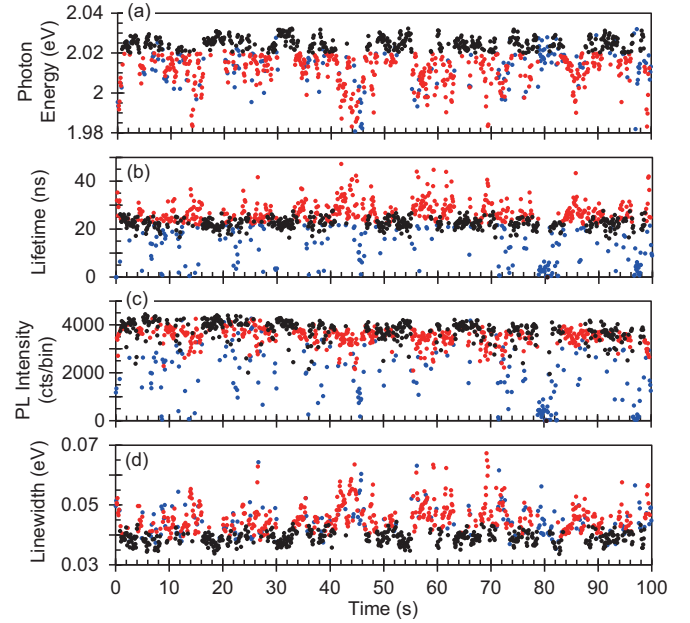 (a)
Photon
Energy (eV)
2.04
2.02
2
1.98
(b)
Lifetime (ns)
40
20
0
(c)
PL Intensity
(cts/bin)
4000
2000
0
(d)
Linewidth (eV)
0.07
0.05
0.03
0 10 20 30 40 50 60 70 80 90 100
Time (s)